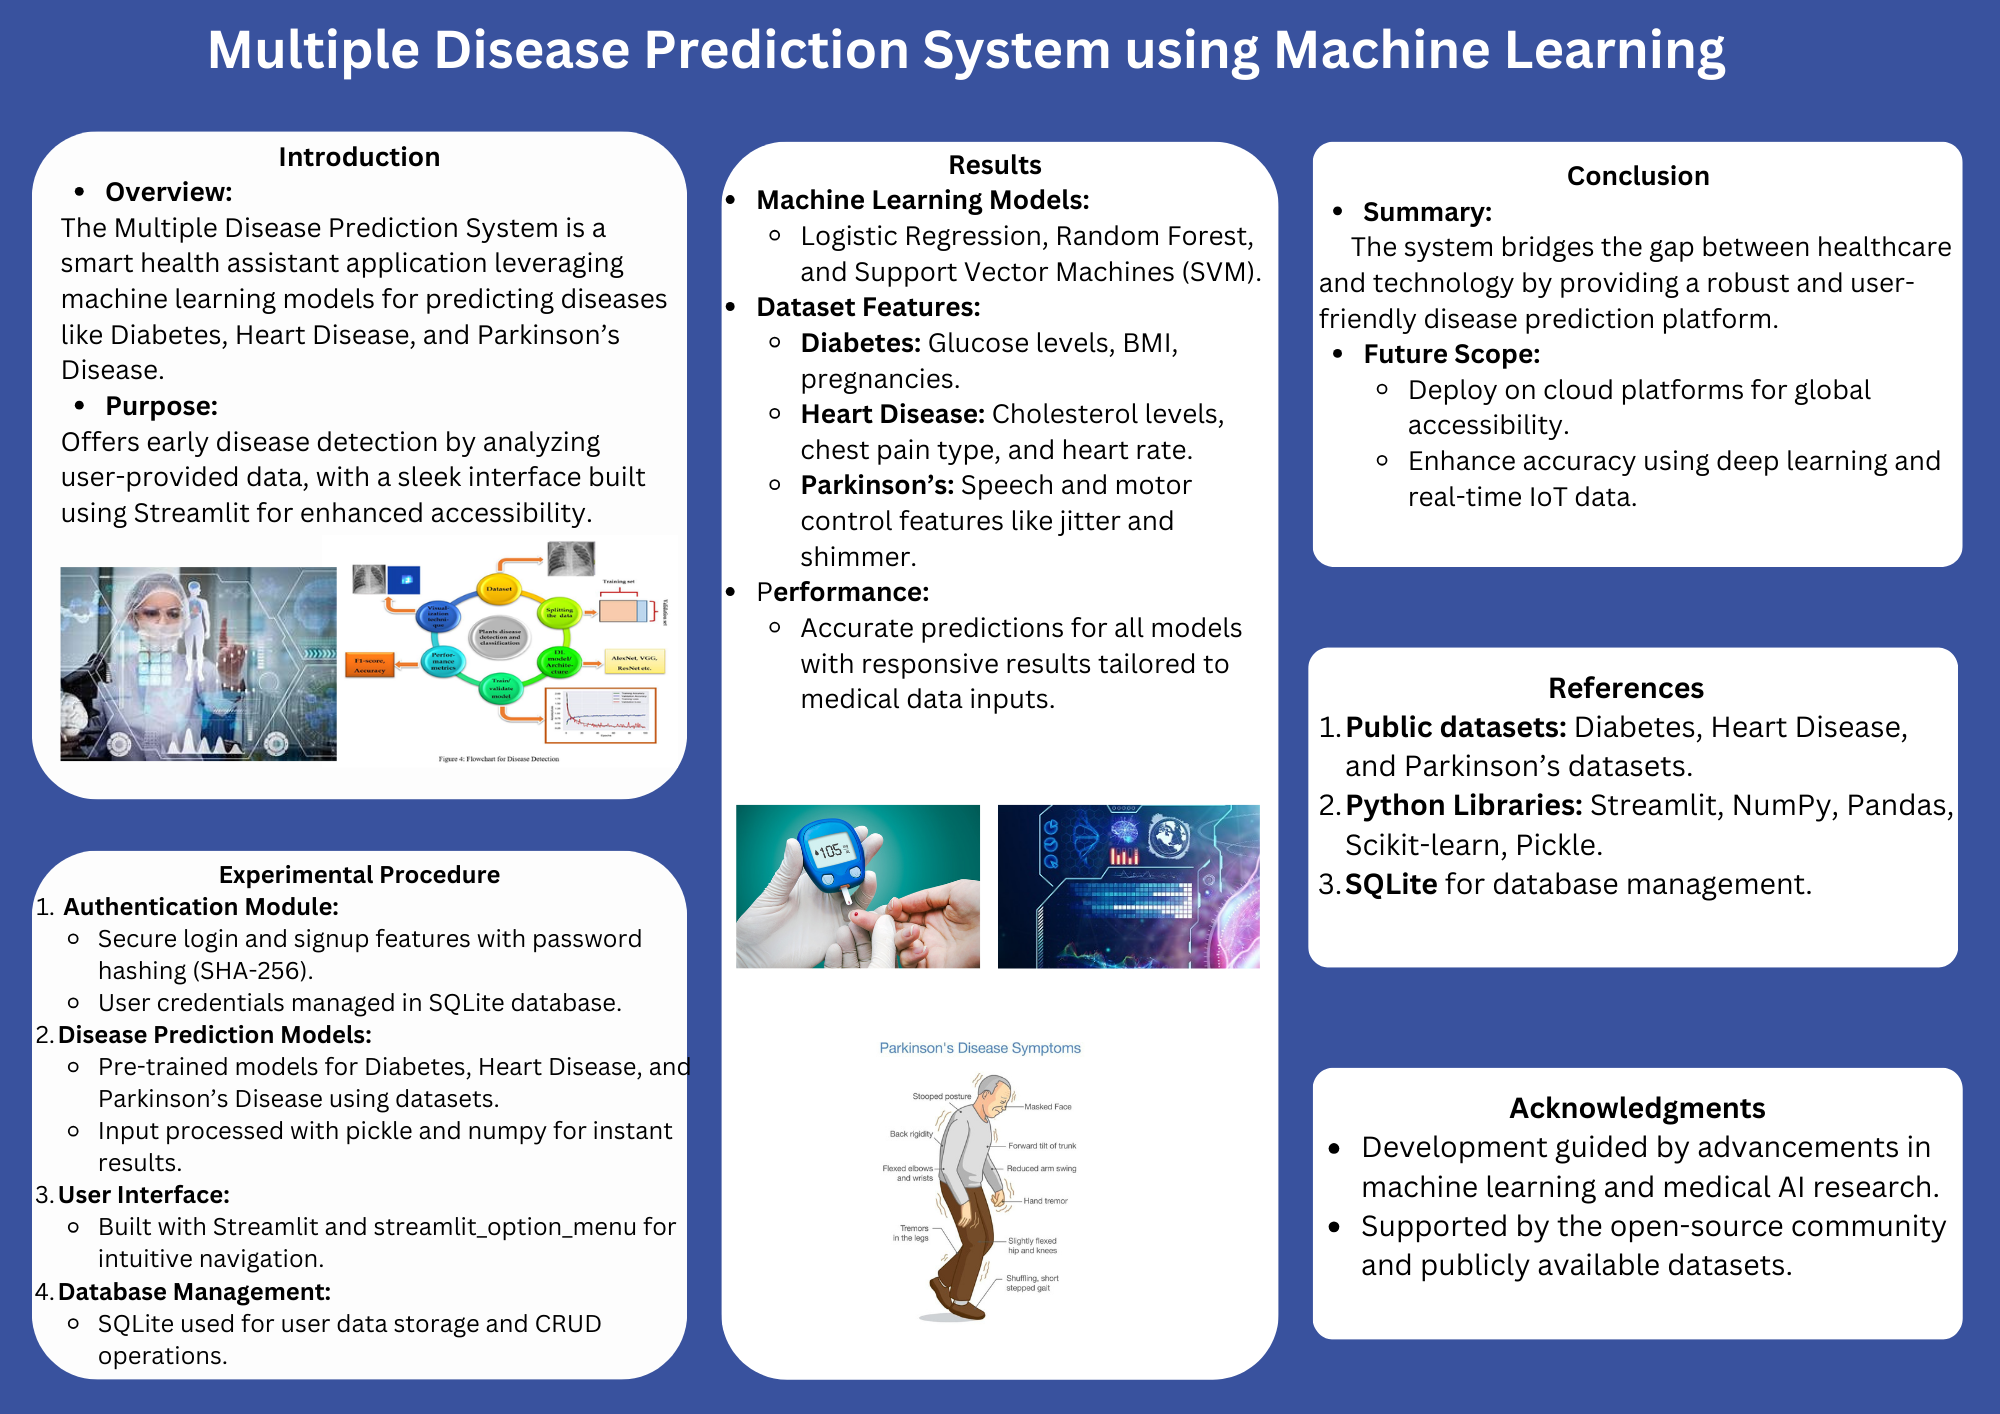 Multiple Disease Prediction System using Machine Learning
Introduction
• Overview:
The Multiple Disease Prediction System is a
smart health assistant application leveraging
machine learning models for predicting diseases
like Diabetes, Heart Disease, and Parkinson’s
Disease.
• Purpose:
Offers early disease detection by analyzing
user-provided data, with a sleek interface built
using Streamlit for enhanced accessibility.
Dataset
Training set
Splitting
the data
Visual-
ization
techni-
que
Plants disease
detection and
classification
F1-score,
Accuracy
Perfor-
mance
metrics
DL
model/
Archite-
cture
AlexNet, VGG,
ResNet etc.
Train/
validate
model
Figure 4: Flowchart for Disease Detection
Experimental Procedure
1. Authentication Module:
○ Secure login and signup features with password
hashing (SHA-256).
○ User credentials managed in SQLite database.
2. Disease Prediction Models:
○ Pre-trained models for Diabetes, Heart Disease, and
Parkinson’s Disease using datasets.
○ Input processed with pickle and numpy for instant
results.
3. User Interface:
○ Built with Streamlit and streamlit_option_menu for
intuitive navigation.
4. Database Management:
○ SQLite used for user data storage and CRUD
operations.
Results
• Machine Learning Models:
○ Logistic Regression, Random Forest,
and Support Vector Machines (SVM).
• Dataset Features:
○ Diabetes: Glucose levels, BMI,
pregnancies.
○ Heart Disease: Cholesterol levels,
chest pain type, and heart rate.
○ Parkinson’s: Speech and motor
control features like jitter and
shimmer.
• Performance:
○ Accurate predictions for all models
with responsive results tailored to
medical data inputs.
105
Parkinson's Disease Symptoms
Stooped posture
Masked Face
Back rigidity
Forward tilt of trunk
Flexed elbows
and wrists
Reduced arm swing
Hand tremor
Tremors
in the legs
Slightly flexed
hip and knees
Shuffling, short
stepped gait
Conclusion
• Summary:
The system bridges the gap between healthcare
and technology by providing a robust and user-
friendly disease prediction platform.
• Future Scope:
○ Deploy on cloud platforms for global
accessibility.
○ Enhance accuracy using deep learning and
real-time IoT data.
References
1. Public datasets: Diabetes, Heart Disease,
and Parkinson’s datasets.
2. Python Libraries: Streamlit, NumPy, Pandas,
Scikit-learn, Pickle.
3. SQLite for database management.
Acknowledgments
• Development guided by advancements in
machine learning and medical AI research.
• Supported by the open-source community
and publicly available datasets.